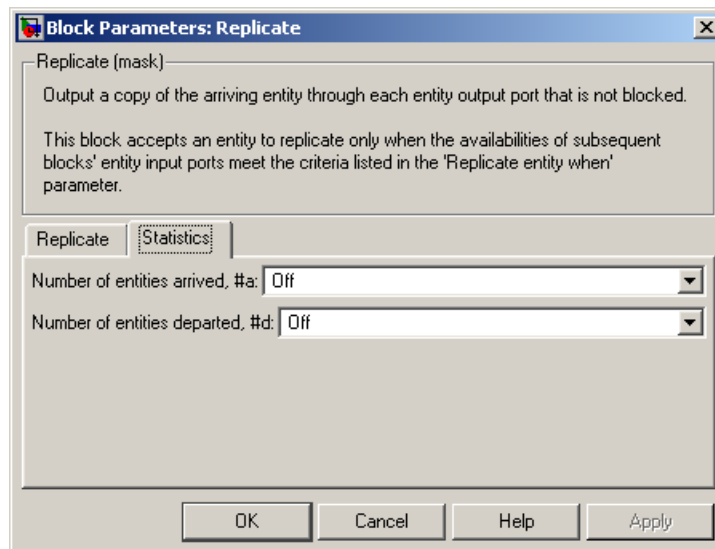 Block Parameters: Replicate
Replicate (mask)
Output a copy of the arriving entity through each entity output port that is not blocked.
This block accepts an entity to replicate only when the availabilities of subsequent
blocks' entity input ports meet the criteria listed in the 'Replicate entity when'
parameter.
Replicate Statistics
Number of entities arrived, #a: Off
Number of entities departed, #d: Off
OK Cancel Help Apply